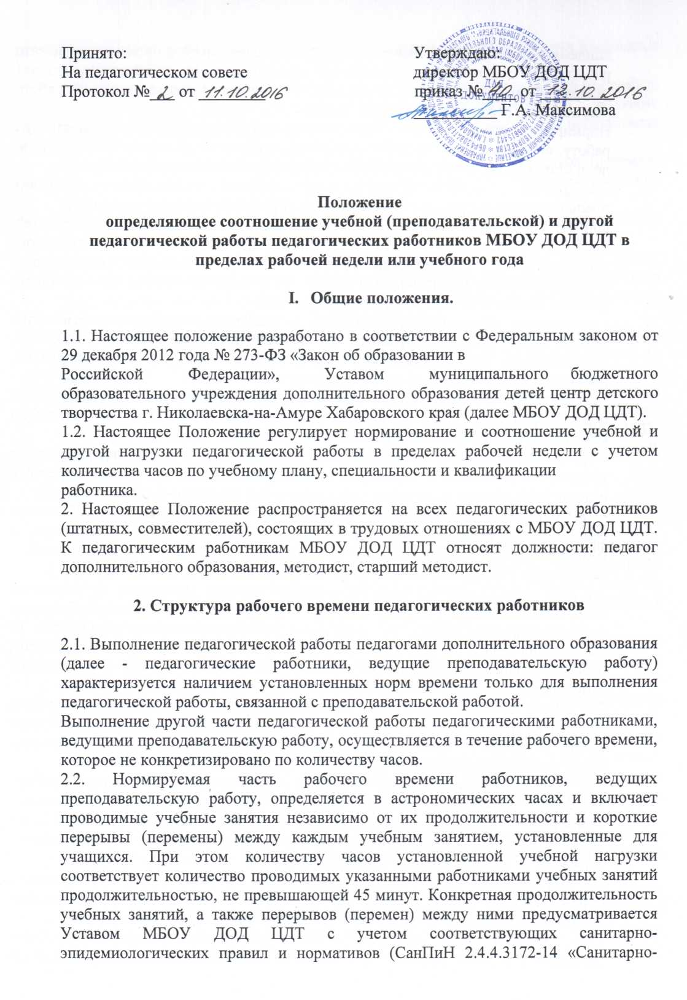 Принято:
На педагогическом совете
Протокол № 2 от 11.10.2016
Утверждаю:
директор МБОУ ДОД ЦДТ
приказ № 40 от 12.10.2016
Г.А. Максимова
ДЛЯ
ДОКУМЕНТОВ
Положение
определяющее соотношение учебной (преподавательской) и другой
педагогической работы педагогических работников МБОУ ДОД ЦДТ в
пределах рабочей недели или учебного года
I. Общие положения.
1.1. Настоящее положение разработано в соответствии с Федеральным законом от
29 декабря 2012 года № 273-ФЗ «Закон об образовании в
Российской Федерации», Уставом муниципального бюджетного
образовательного учреждения дополнительного образования детей центр детского
творчества г. Николаевска-на-Амуре Хабаровского края (далее МБОУ ДОД ЦДТ).
1.2. Настоящее Положение регулирует нормирование и соотношение учебной и
другой нагрузки педагогической работы в пределах рабочей недели с учетом
количества часов по учебному плану, специальности и квалификации
работника.
2. Настоящее Положение распространяется на всех педагогических работников
(штатных, совместителей), состоящих в трудовых отношениях с МБОУ ДОД ЦДТ.
К педагогическим работникам МБОУ ДОД ЦДТ относят должности: педагог
дополнительного образования, методист, старший методист.
2. Структура рабочего времени педагогических работников
2.1. Выполнение педагогической работы педагогами дополнительного образования
(далее - педагогические работники, ведущие преподавательскую работу)
характеризуется наличием установленных норм времени только для выполнения
педагогической работы, связанной с преподавательской работой.
Выполнение другой части педагогической работы педагогическими работниками,
ведущими преподавательскую работу, осуществляется в течение рабочего времени,
которое не конкретизировано по количеству часов.
2.2. Нормируемая часть рабочего времени работников, ведущих
преподавательскую работу, определяется в астрономических часах и включает
проводимые учебные занятия независимо от их продолжительности и короткие
перерывы (перемены) между каждым учебным занятием, установленные для
учащихся. При этом количеству часов установленной учебной нагрузки
соответствует количество проводимых указанными работниками учебных занятий
продолжительностью, не превышающей 45 минут. Конкретная продолжительность
учебных занятий, а также перерывов (перемен) между ними предусматривается
Уставом МБОУ ДОД ЦДТ с учетом соответствующих санитарно-
эпидемиологических правил и нормативов (СанПиН 2.4.4.3172-14 «Санитарно-